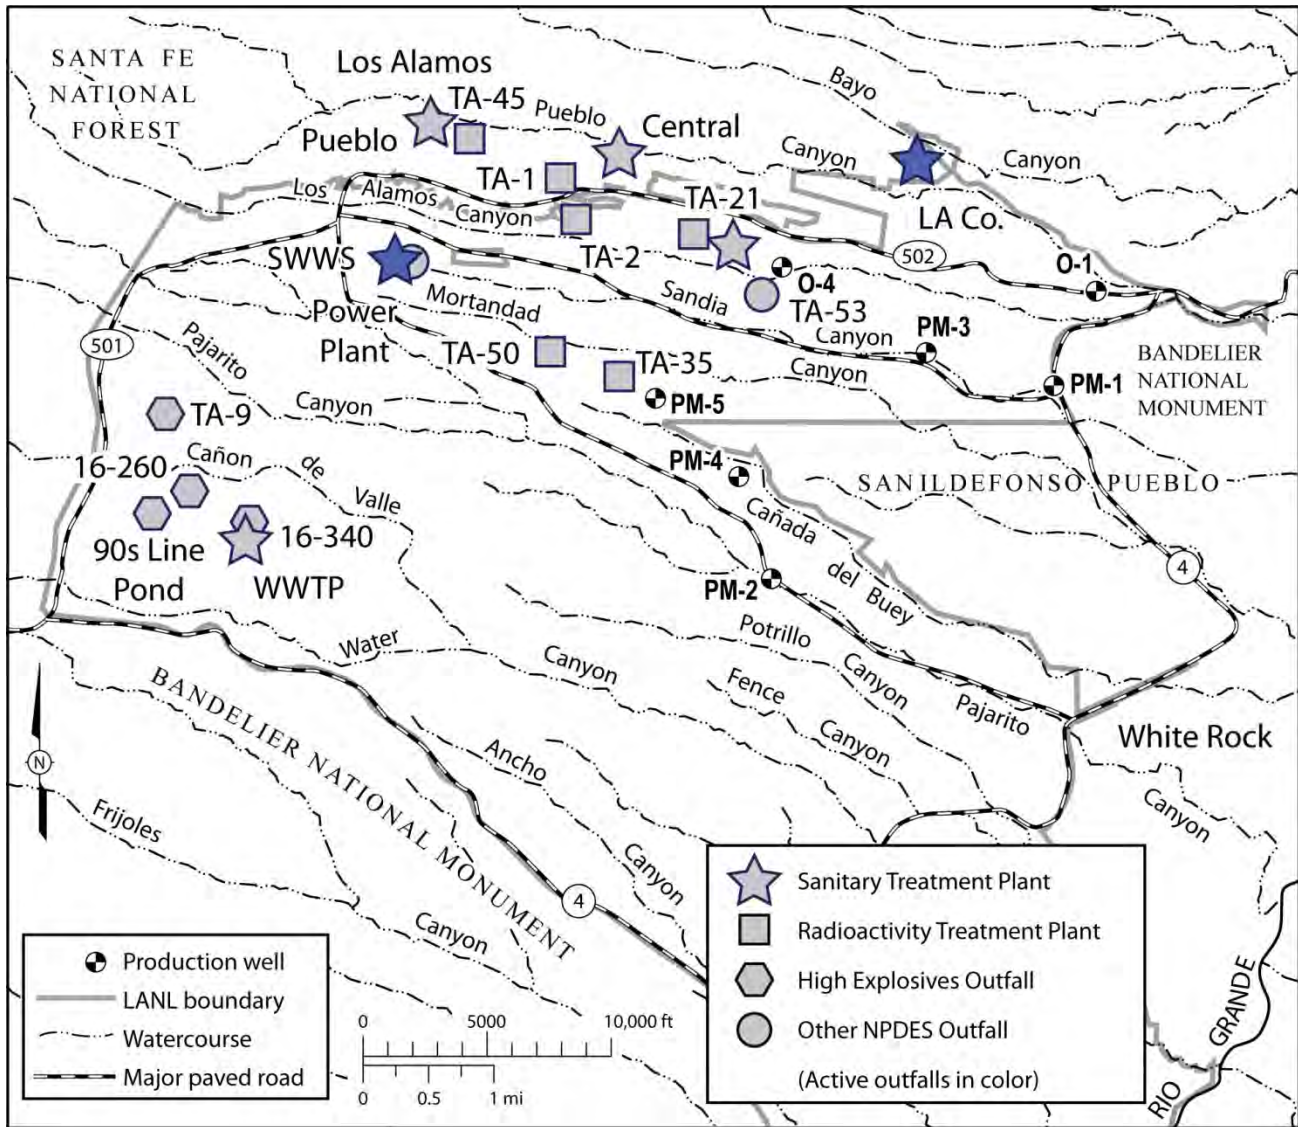 SANTA FE
NATIONAL
FOREST
Los Alamos
TA-45
Pueblo
Pueblo
Central
Bayo
Canyon
Canyon
LA Co.
TA-1
TA-21
Los Alamos Canyon
TA-2
502
O-1
SWWS
O-4
TA-53
Sandia
Canyon
Mortandad
Canyon
Power
Plant
PM-3
501
Pajarito
Canyon
TA-50
TA-35
PM-5
PM-1
BANDELIER
NATIONAL
MONUMENT
TA-9
Cañon de Valle
16-260
PM-4
SAN ILDEFONSO PUEBLO
90s Line
Pond
16-340
WWTP
Cañada del Buey
PM-2
4
Water
Canyon
Potrillo
Canyon
Fence
Canyon
Pajarito
White Rock
Canyon
BANDELIER NATIONAL MONUMENT
N
Ancho
Canyon
Frijoles
Canyon
4
RIO GRANDE
Production well
LANL boundary
Watercourse
Major paved road
0 5000 10,000 ft
0 0.5 1 mi
Sanitary Treatment Plant
Radioactivity Treatment Plant
High Explosives Outfall
Other NPDES Outfall
(Active outfalls in color)